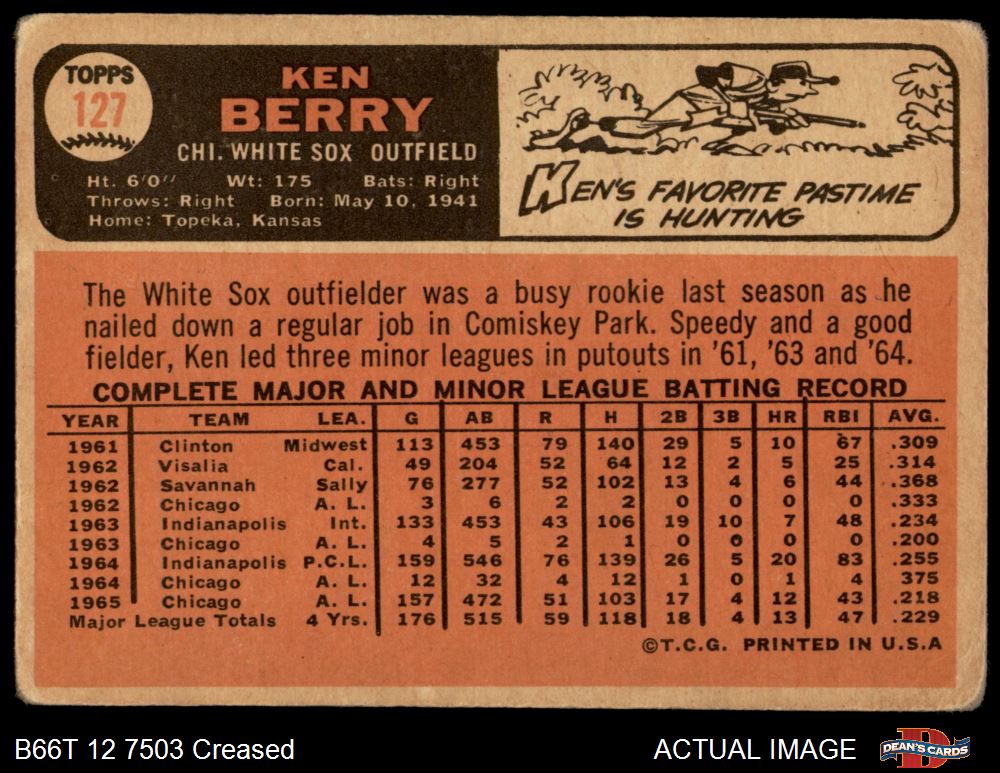 TOPPS
127
KEN
BERRY
CHI. WHITE SOX OUTFIELD
Ht. 6'0" Wt: 175 Bats: Right
Throws: Right Born: May 10, 1941
Home: Topeka, Kansas
KEN'S FAVORITE PASTIME
IS HUNTING
The White Sox outfielder was a busy rookie last season as he
nailed down a regular job in Comiskey Park. Speedy and a good
fielder, Ken led three minor leagues in putouts in '61, '63 and '64.
COMPLETE MAJOR AND MINOR LEAGUE BATTING RECORD
YEAR TEAM LEA. G AB R H 2B 3B HR RBI AVG.
1961 Clinton Midwest 113 453 79 140 29 5 10 67 .309
1962 Visalia Cal. 49 204 52 64 12 2 5 25 .314
1962 Savannah Sally 76 277 52 102 13 4 6 44 .368
1962 Chicago A. L. 3 6 2 2 0 0 0 0 .333
1963 Indianapolis Int. 133 453 43 106 19 10 7 48 .234
1963 Chicago A. L. 4 5 2 1 0 0 0 0 .200
1964 Indianapolis P.C.L. 159 546 76 139 26 5 20 83 .255
1964 Chicago A. L. 12 32 4 12 1 0 1 4 375
1965 Chicago A. L. 157 472 51 103 17 4 12 43 .218
Major League Totals 4 Yrs. 176 515 59 118 18 4 13 47 .229
©T.C.G. PRINTED IN U.S.A
B66T 12 7503 Creased
ACTUAL IMAGE
DEAN'S CARDS